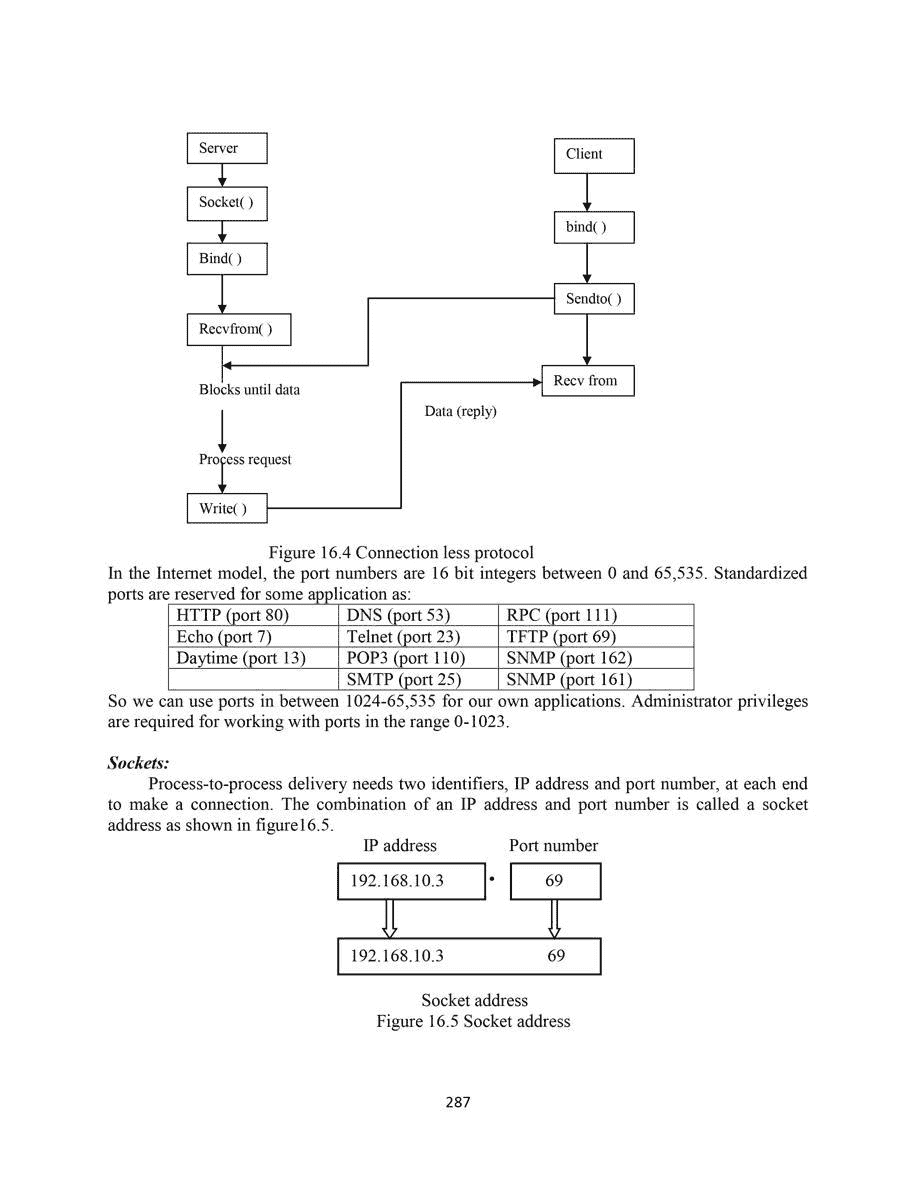 Server
Client
Socket( )
bind( )
Bind( )
Sendto( )
Recvfrom( )
Recv from
Blocks until data
Data (reply)
Process request
Write( )
Figure 16.4 Connection less protocol
In the Internet model, the port numbers are 16 bit integers between 0 and 65,535. Standardized
ports are reserved for some application as:
HTTP (port 80) DNS (port 53) RPC (port 111)
Echo (port 7) Telnet (port 23) TFTP (port 69)
Daytime (port 13) POP3 (port 110) SNMP (port 162)
SMTP (port 25) SNMP (port 161)
So we can use ports in between 1024-65,535 for our own applications. Administrator privileges
are required for working with ports in the range 0-1023.
Sockets:
Process-to-process delivery needs two identifiers, IP address and port number, at each end
to make a connection. The combination of an IP address and port number is called a socket
address as shown in figure16.5.
IP address Port number
192.168.10.3 • 69
192.168.10.3 69
Socket address
Figure 16.5 Socket address
287